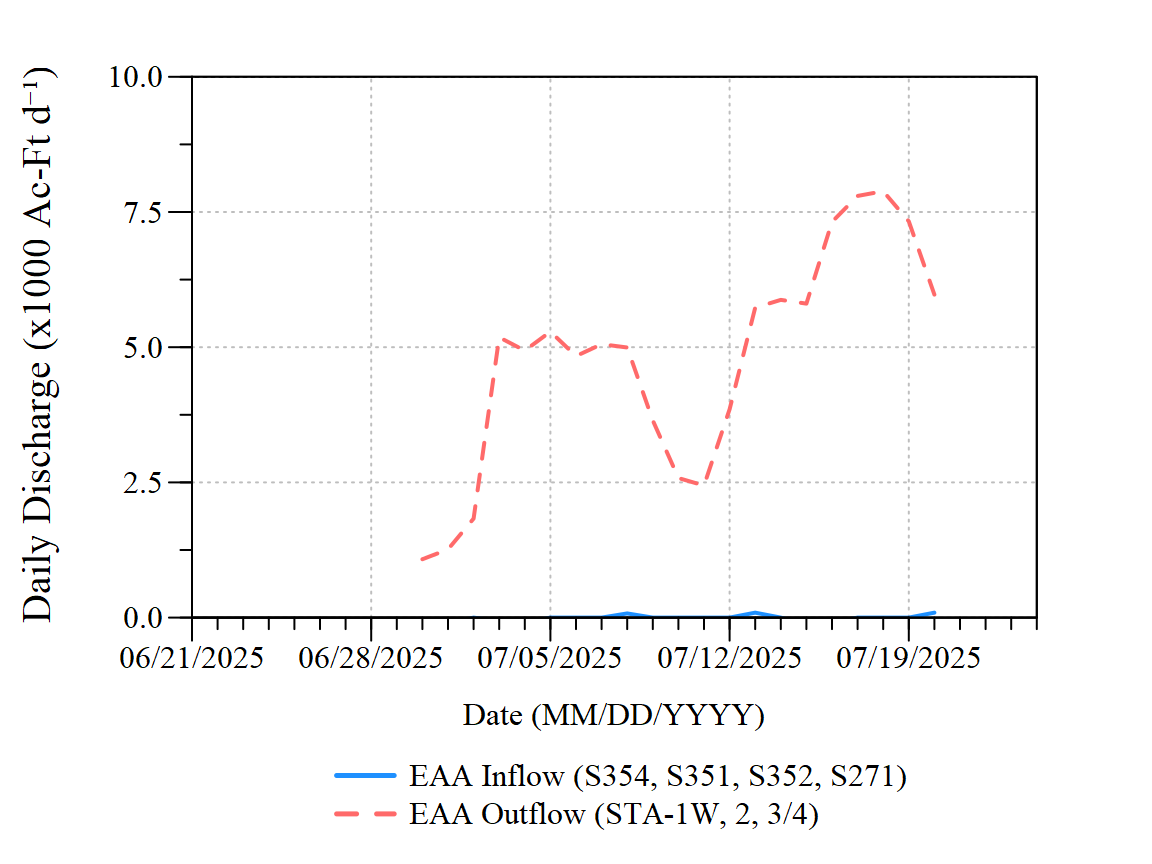 Daily Discharge (x1000 Ac-Ft d⁻¹)
10.0
7.5
5.0
2.5
0.0
06/21/2025 06/28/2025 07/05/2025 07/12/2025 07/19/2025
Date (MM/DD/YYYY)
EAA Inflow (S354, S351, S352, S271)
EAA Outflow (STA-1W, 2, 3/4)